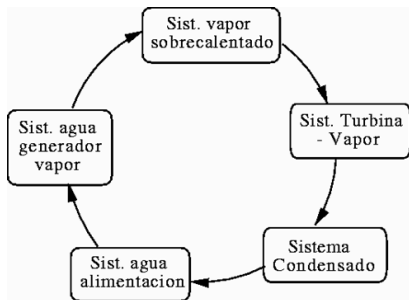 Sist. vapor
sobrecalentado
Sist. Turbina
- Vapor
Sist. agua
generador
vapor
Sistema
Condensado
Sist. agua
alimentacion